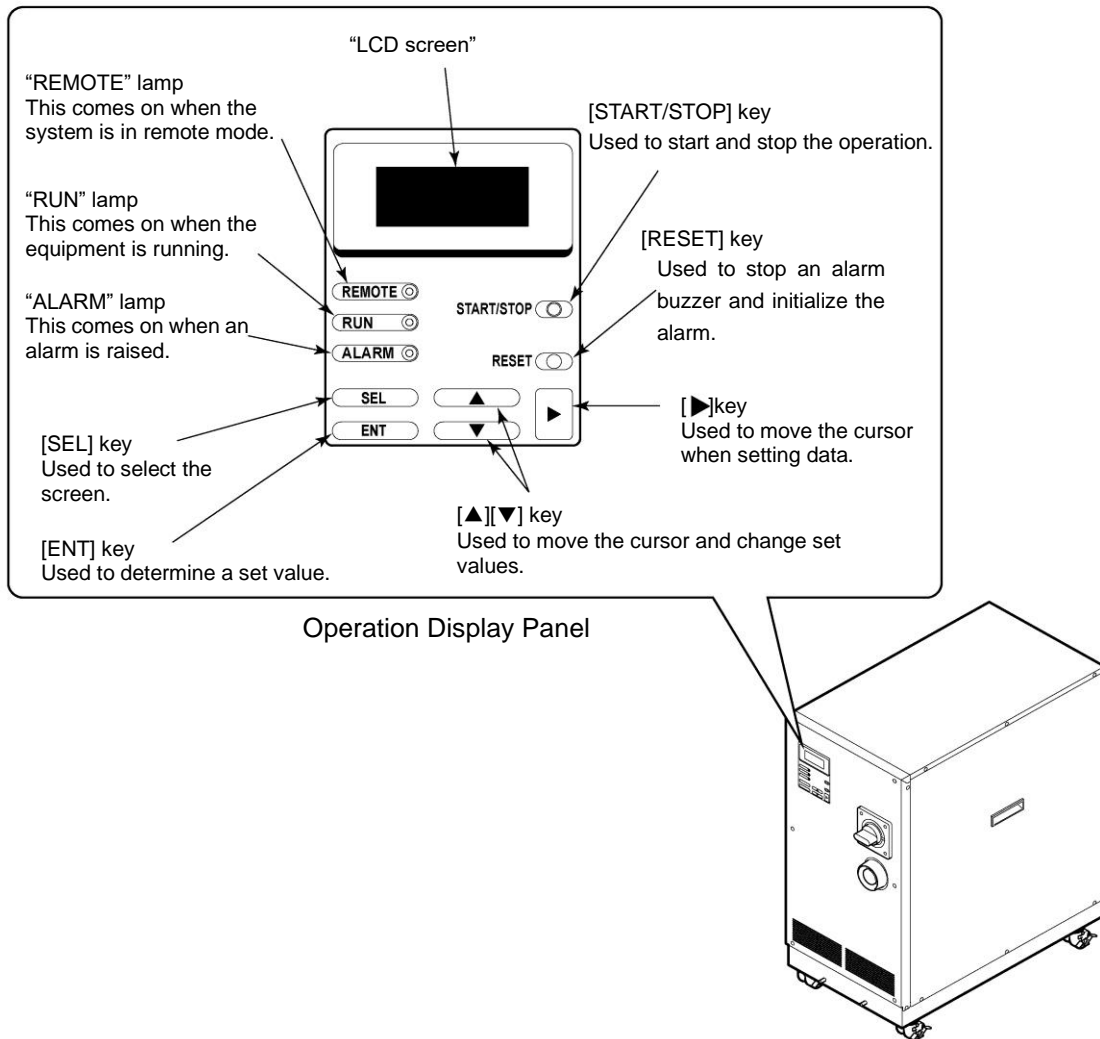 “LCD screen”
“REMOTE” lamp
This comes on when the
system is in remote mode.
“RUN” lamp
This comes on when the
equipment is running.
“ALARM” lamp
This comes on when an
alarm is raised.
[SEL] key
Used to select the
screen.
[ENT] key
Used to determine a set value.
REMOTE
RUN
ALARM
SEL
ENT
▲
▼
START/STOP
RESET
▶
[START/STOP] key
Used to start and stop the operation.
[RESET] key
Used to stop an alarm
buzzer and initialize the
alarm.
[▶]key
Used to move the cursor
when setting data.
[▲][▼] key
Used to move the cursor and change set
values.
Operation Display Panel